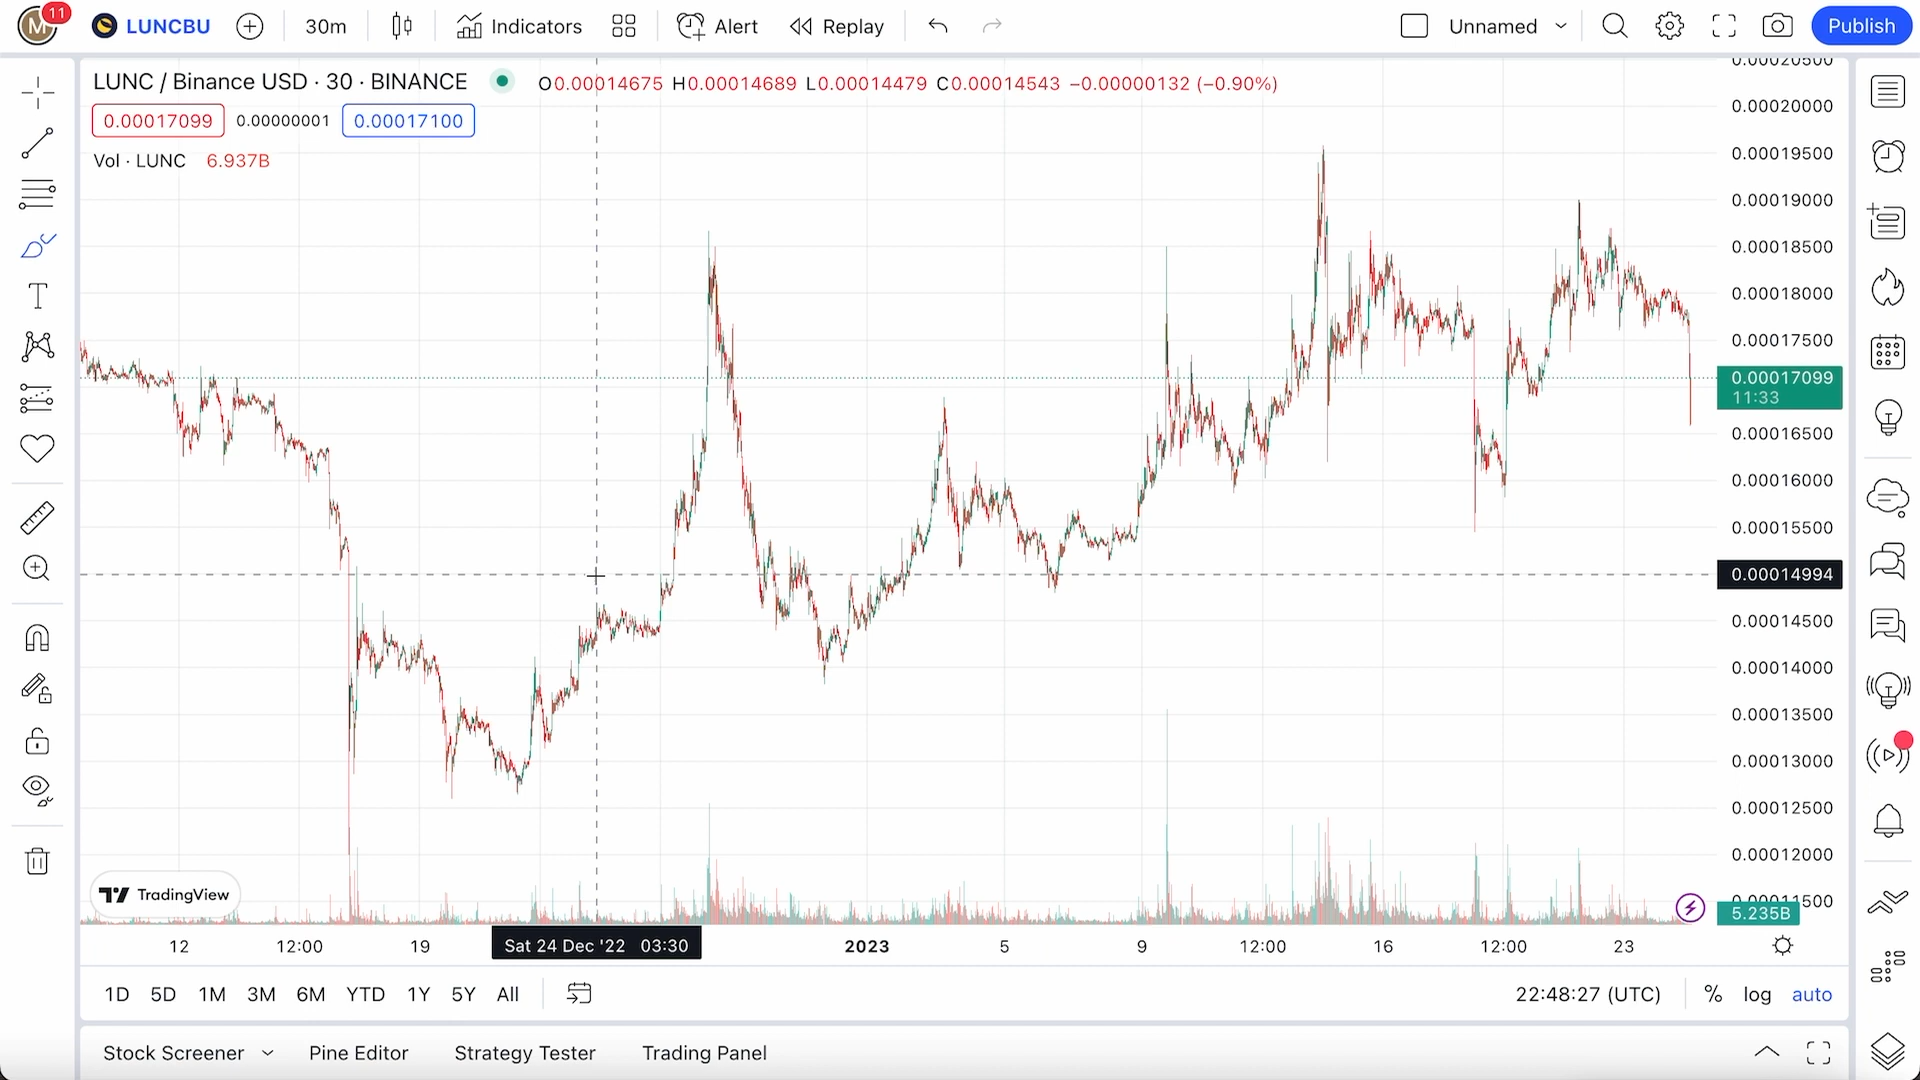 M 11 LUNCBU 30m Indicators Alert Replay Unnamed Publish
LUNC / Binance USD · 30 · BINANCE O0.00014675 H0.00014689 L0.00014479 C0.00014543 −0.00000132 (−0.90%)
0.00017099 0.00000001 0.00017100
Vol · LUNC 6.937B
T
0.00020500
0.00020000
0.00019500
0.00019000
0.00018500
0.00018000
0.00017500
0.00017099
11:33
0.00016500
0.00016000
0.00015500
0.00014994
0.00014500
0.00014000
0.00013500
0.00013000
0.00012500
0.00012000
5.235B
TradingView
12 12:00 19 Sat 24 Dec '22 03:30 2023 5 9 12:00 16 12:00 23
1D 5D 1M 3M 6M YTD 1Y 5Y All 22:48:27 (UTC) % log auto
Stock Screener Pine Editor Strategy Tester Trading Panel